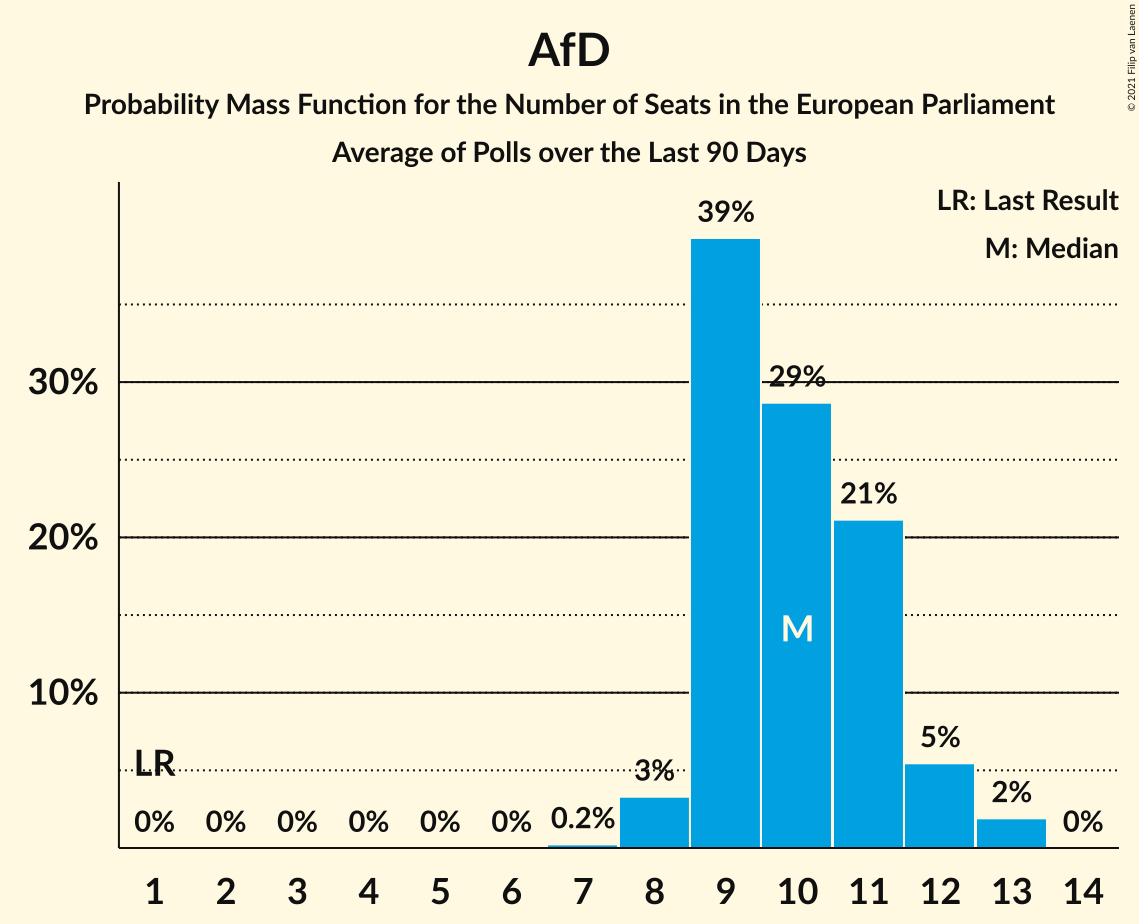 AfD
Probability Mass Function for the Number of Seats in the European Parliament
Average of Polls over the Last 90 Days
© 2021 Filip van Laenen
LR: Last Result
M: Median
39%
30%
29%
21%
20%
M
10%
LR
5%
3%
2%
0% 0% 0% 0% 0% 0% 0.2% 0%
1 2 3 4 5 6 7 8 9 10 11 12 13 14